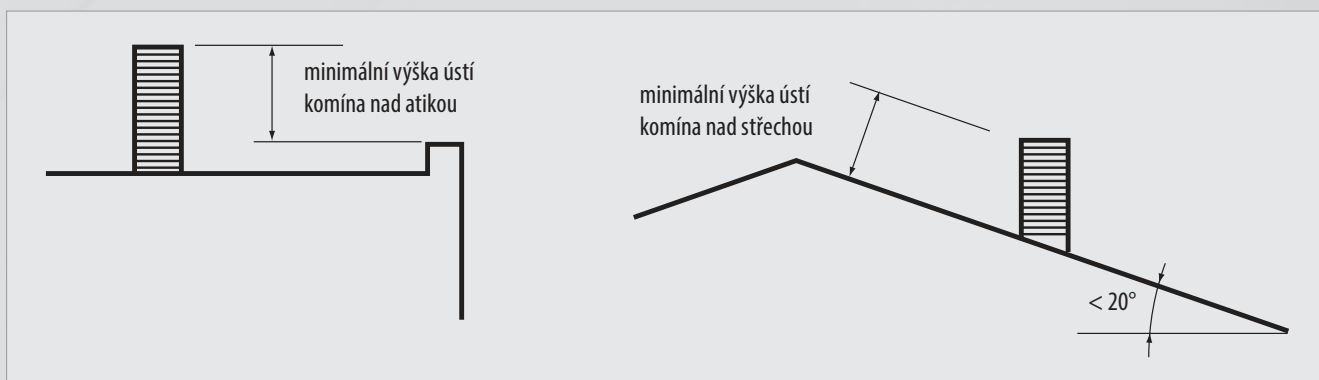 minimální výška ústí
komína nad atikou
minimální výška ústí
komína nad střechou
< 20°